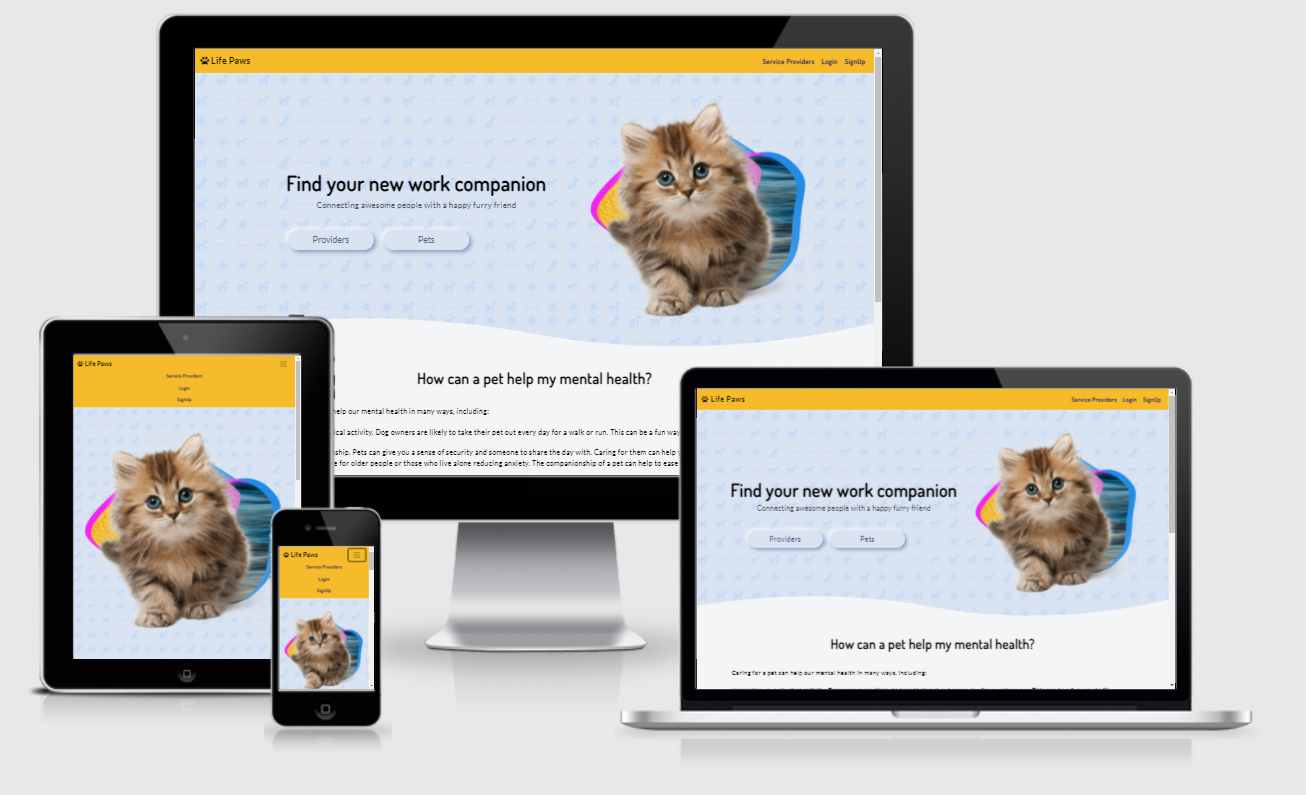 Life Paws
Service Providers Login SignUp
Find your new work companion
Connecting awesome people with a happy furry friend
Providers Pets
How can a pet help my mental health?
help our mental health in many ways, including:
ical activity. Dog owners are likely to take their pet out every day for a walk or run. This can be a fun way
ship. Pets can give you a sense of security and someone to share the day with. Caring for them can help
e for older people or those who live alone reducing anxiety. The companionship of a pet can help to ease
Life Paws
Service Providers
Login
SignUp
Life Paws
Service Providers
Login
SignUp
Life Paws
Service Providers Login SignUp
Find your new work companion
Connecting awesome people with a happy furry friend
Providers Pets
How can a pet help my mental health?
Caring for a pet can help our mental health in many ways, including: